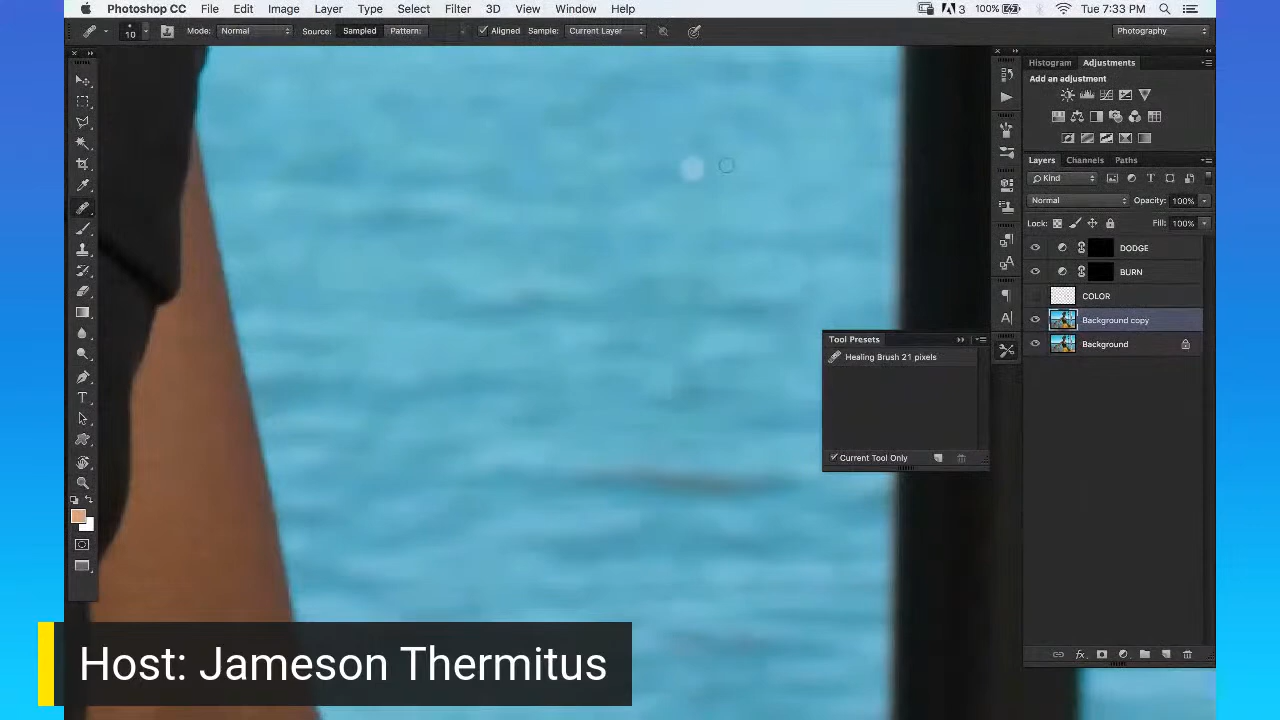 Photoshop CC File Edit Image Layer Type Select Filter 3D View Window Help 3 100% Tue 7:33 PM
10 Mode: Normal Source: Sampled Pattern: Aligned Sample: Current Layer Photography
Histogram Adjustments
Add an adjustment
Layers Channels Paths
Kind
Normal Opacity: 100%
Lock: Fill: 100%
DODGE
BURN
COLOR
Background copy
Background
Tool Presets
Healing Brush 21 pixels
Current Tool Only
Host: Jameson Thermitus